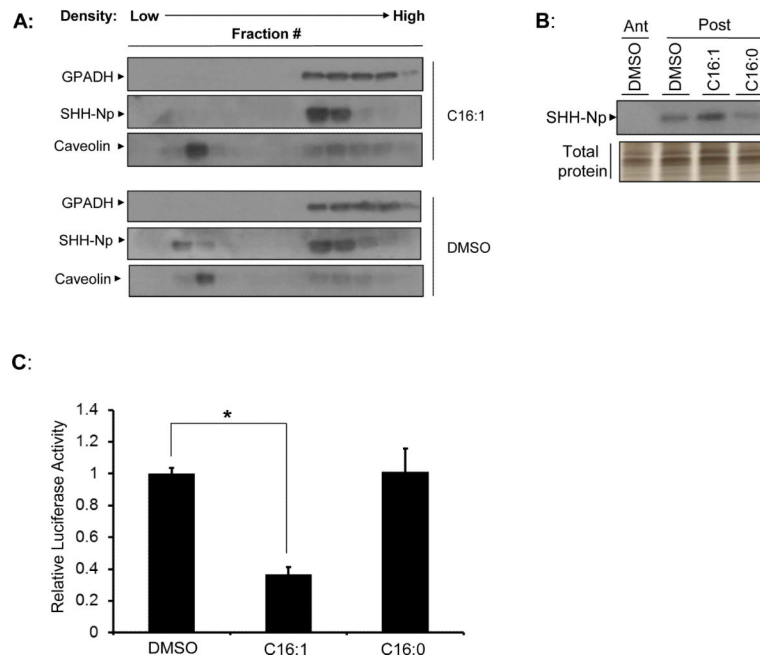 A:
Density: Low High
Fraction #
GPADH
SHH-Np
Caveolin
C16:1
GPADH
SHH-Np
Caveolin
DMSO
B:
Ant Post
DMSO DMSO C16:1 C16:0
SHH-Np
Total
protein
C:
Relative Luciferase Activity
1.4
1.2
1
0.8
0.6
0.4
0.2
0
*
DMSO C16:1 C16:0